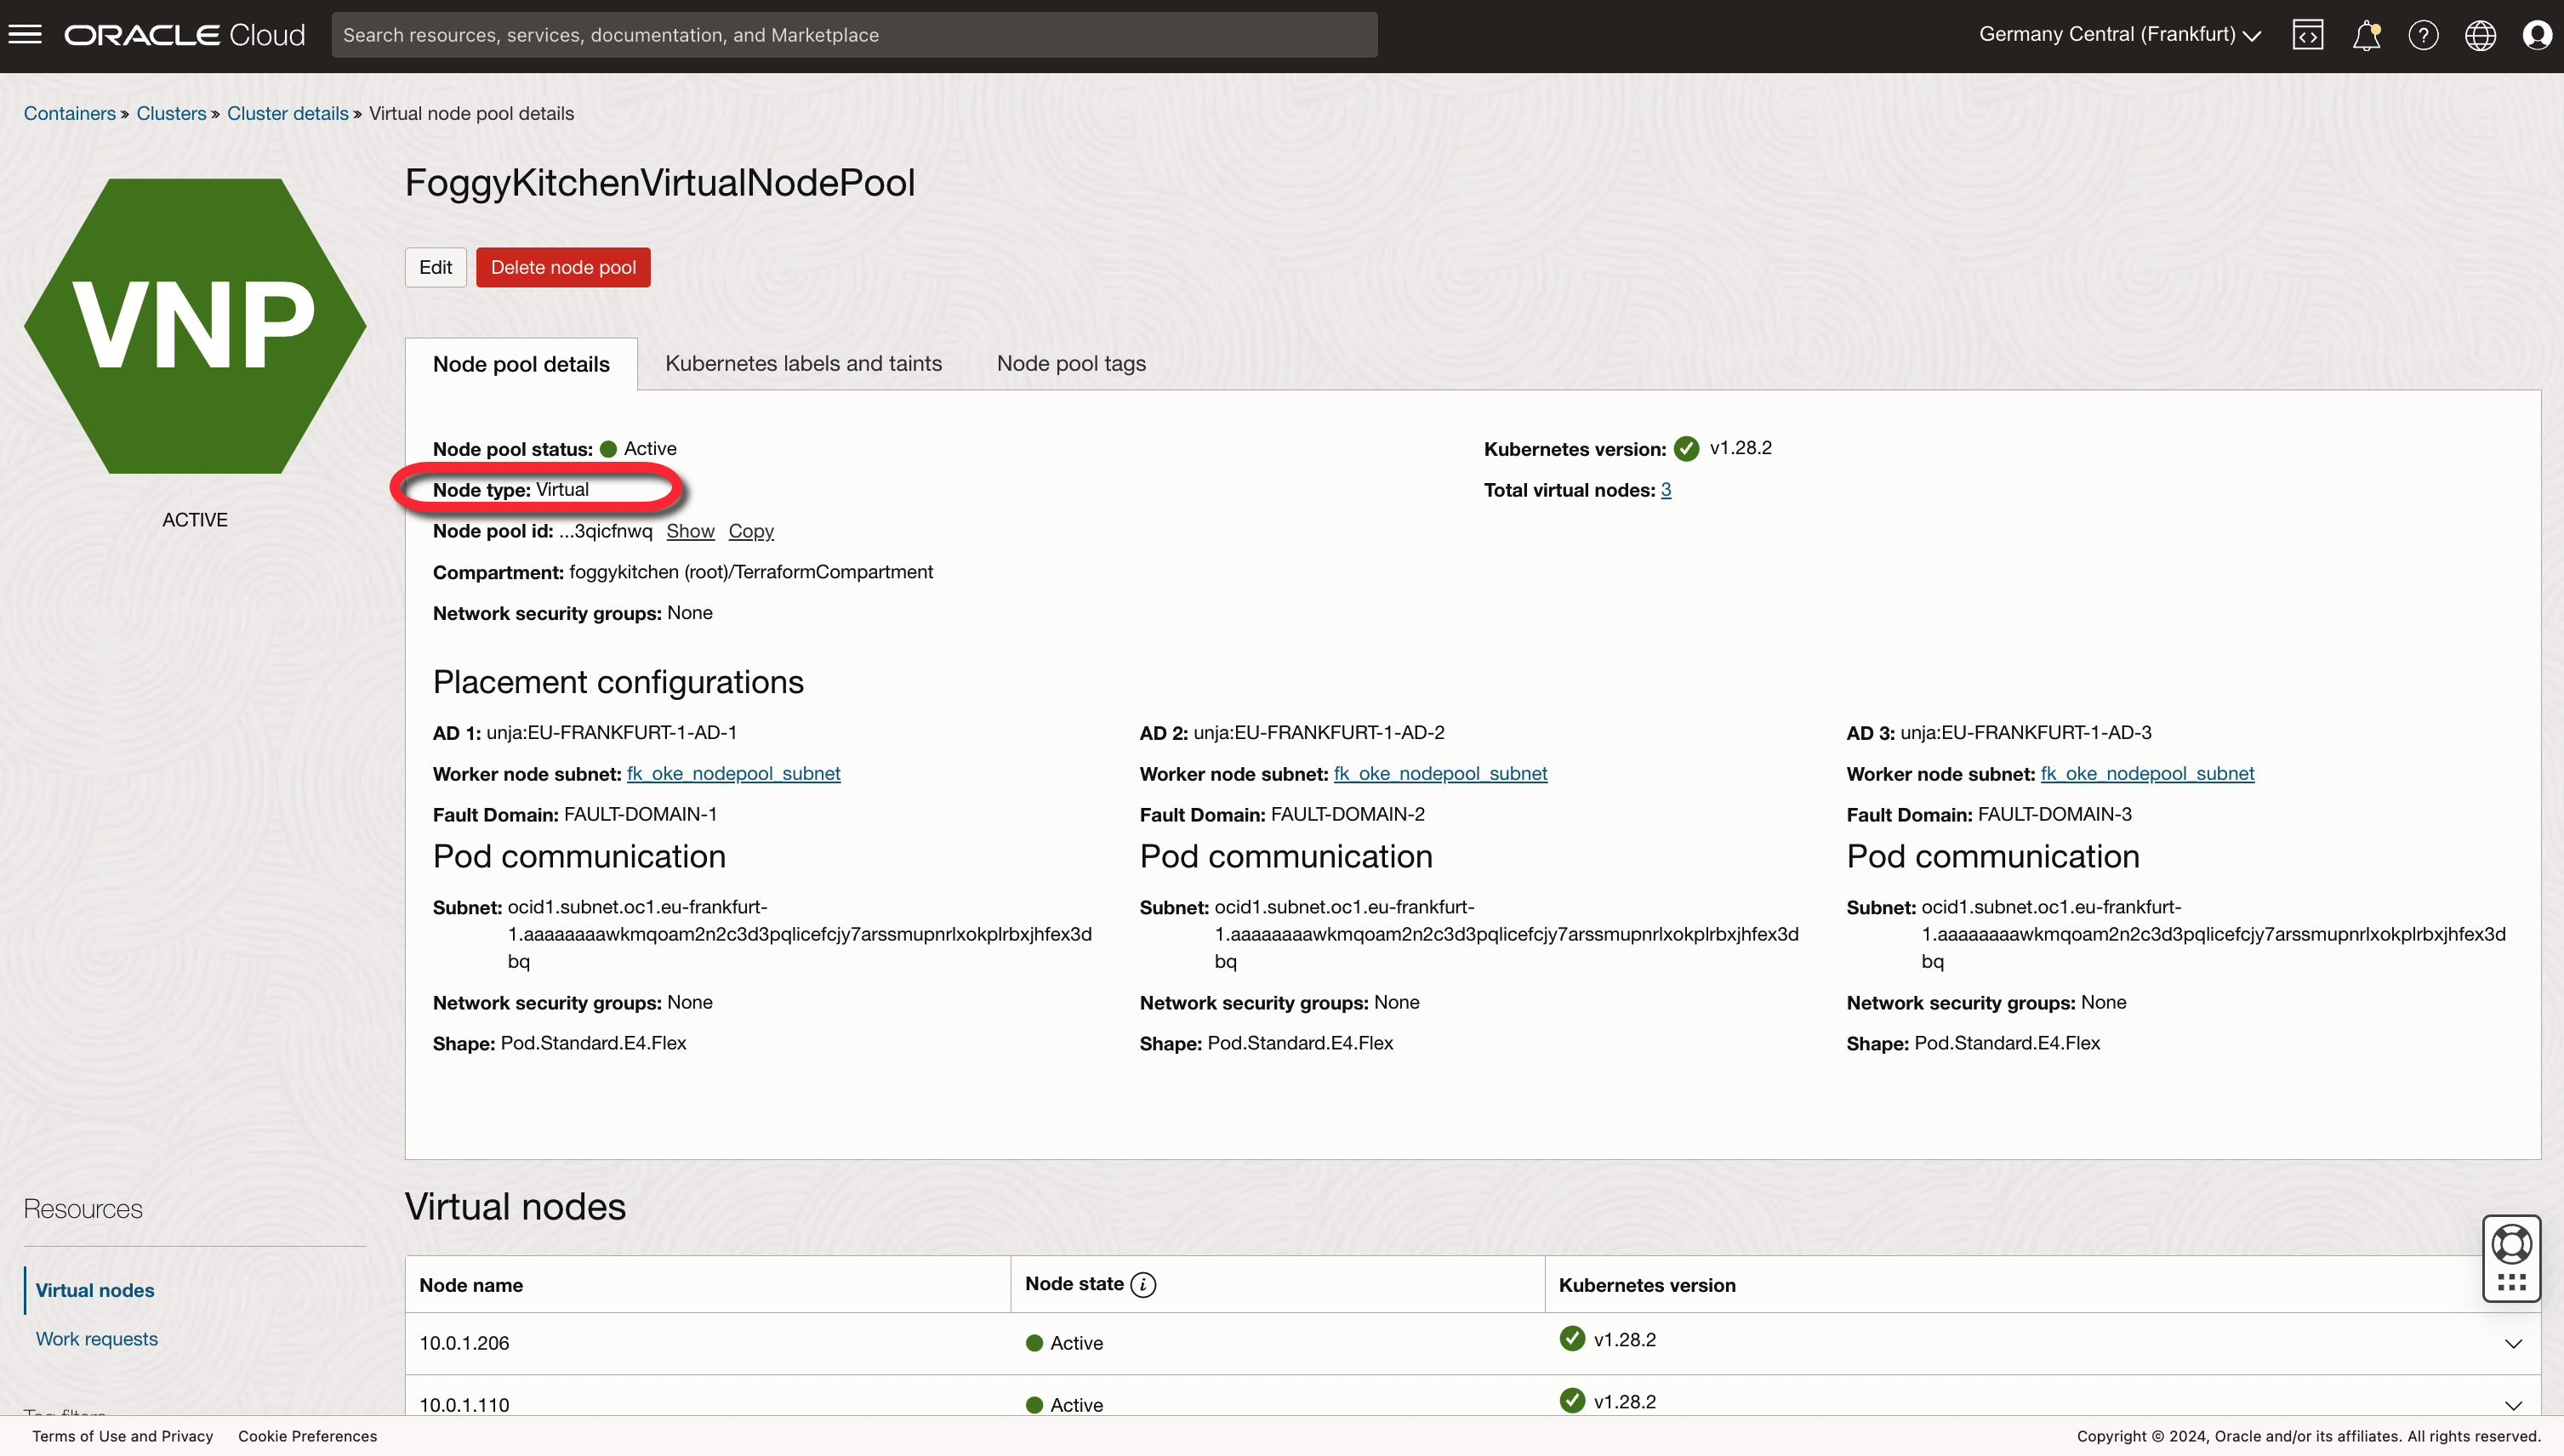 ORACLE Cloud
Search resources, services, documentation, and Marketplace
Germany Central (Frankfurt)
Containers » Clusters » Cluster details » Virtual node pool details
VNP
ACTIVE
FoggyKitchenVirtualNodePool
Edit
Delete node pool
Node pool details
Kubernetes labels and taints
Node pool tags
Node pool status: Active
Kubernetes version: v1.28.2
Node type: Virtual
Total virtual nodes: 3
Node pool id: ...3qicfnwq Show Copy
Compartment: foggykitchen (root)/TerraformCompartment
Network security groups: None
Placement configurations
AD 1: unja:EU-FRANKFURT-1-AD-1
Worker node subnet: fk_oke_nodepool_subnet
Fault Domain: FAULT-DOMAIN-1
Pod communication
Subnet: ocid1.subnet.oc1.eu-frankfurt-
1.aaaaaaaawkmqoam2n2c3d3pqlicefcjy7arssmupnrlxokplrbxjhfex3d
bq
Network security groups: None
Shape: Pod.Standard.E4.Flex
AD 2: unja:EU-FRANKFURT-1-AD-2
Worker node subnet: fk_oke_nodepool_subnet
Fault Domain: FAULT-DOMAIN-2
Pod communication
Subnet: ocid1.subnet.oc1.eu-frankfurt-
1.aaaaaaaawkmqoam2n2c3d3pqlicefcjy7arssmupnrlxokplrbxjhfex3d
bq
Network security groups: None
Shape: Pod.Standard.E4.Flex
AD 3: unja:EU-FRANKFURT-1-AD-3
Worker node subnet: fk_oke_nodepool_subnet
Fault Domain: FAULT-DOMAIN-3
Pod communication
Subnet: ocid1.subnet.oc1.eu-frankfurt-
1.aaaaaaaawkmqoam2n2c3d3pqlicefcjy7arssmupnrlxokplrbxjhfex3d
bq
Network security groups: None
Shape: Pod.Standard.E4.Flex
Resources
Virtual nodes
Work requests
Tag filters
Virtual nodes
Node name Node state Kubernetes version
10.0.1.206 Active v1.28.2
10.0.1.110 Active v1.28.2
Terms of Use and Privacy
Cookie Preferences
Copyright © 2024, Oracle and/or its affiliates. All rights reserved.